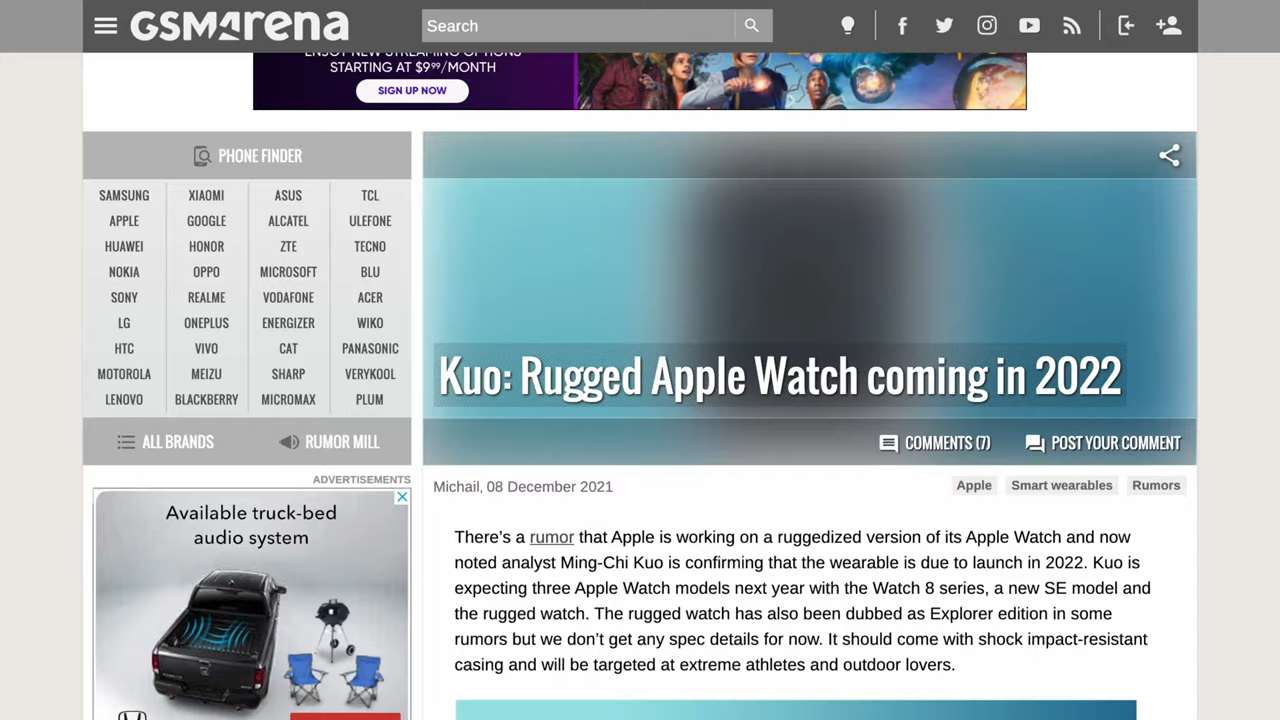 GSMArena
Search
ENJOY NEW STREAMING OPTIONS
STARTING AT $9⁹⁹/MONTH
SIGN UP NOW
PHONE FINDER
SAMSUNG XIAOMI ASUS TCL
APPLE GOOGLE ALCATEL ULEFONE
HUAWEI HONOR ZTE TECNO
NOKIA OPPO MICROSOFT BLU
SONY REALME VODAFONE ACER
LG ONEPLUS ENERGIZER WIKO
HTC VIVO CAT PANASONIC
MOTOROLA MEIZU SHARP VERYKOOL
LENOVO BLACKBERRY MICROMAX PLUM
ALL BRANDS RUMOR MILL
ADVERTISEMENTS
Available truck-bed
audio system
Kuo: Rugged Apple Watch coming in 2022
COMMENTS (7) POST YOUR COMMENT
Michail, 08 December 2021
Apple Smart wearables Rumors
There's a rumor that Apple is working on a ruggedized version of its Apple Watch and now
noted analyst Ming-Chi Kuo is confirming that the wearable is due to launch in 2022. Kuo is
expecting three Apple Watch models next year with the Watch 8 series, a new SE model and
the rugged watch. The rugged watch has also been dubbed as Explorer edition in some
rumors but we don't get any spec details for now. It should come with shock impact-resistant
casing and will be targeted at extreme athletes and outdoor lovers.